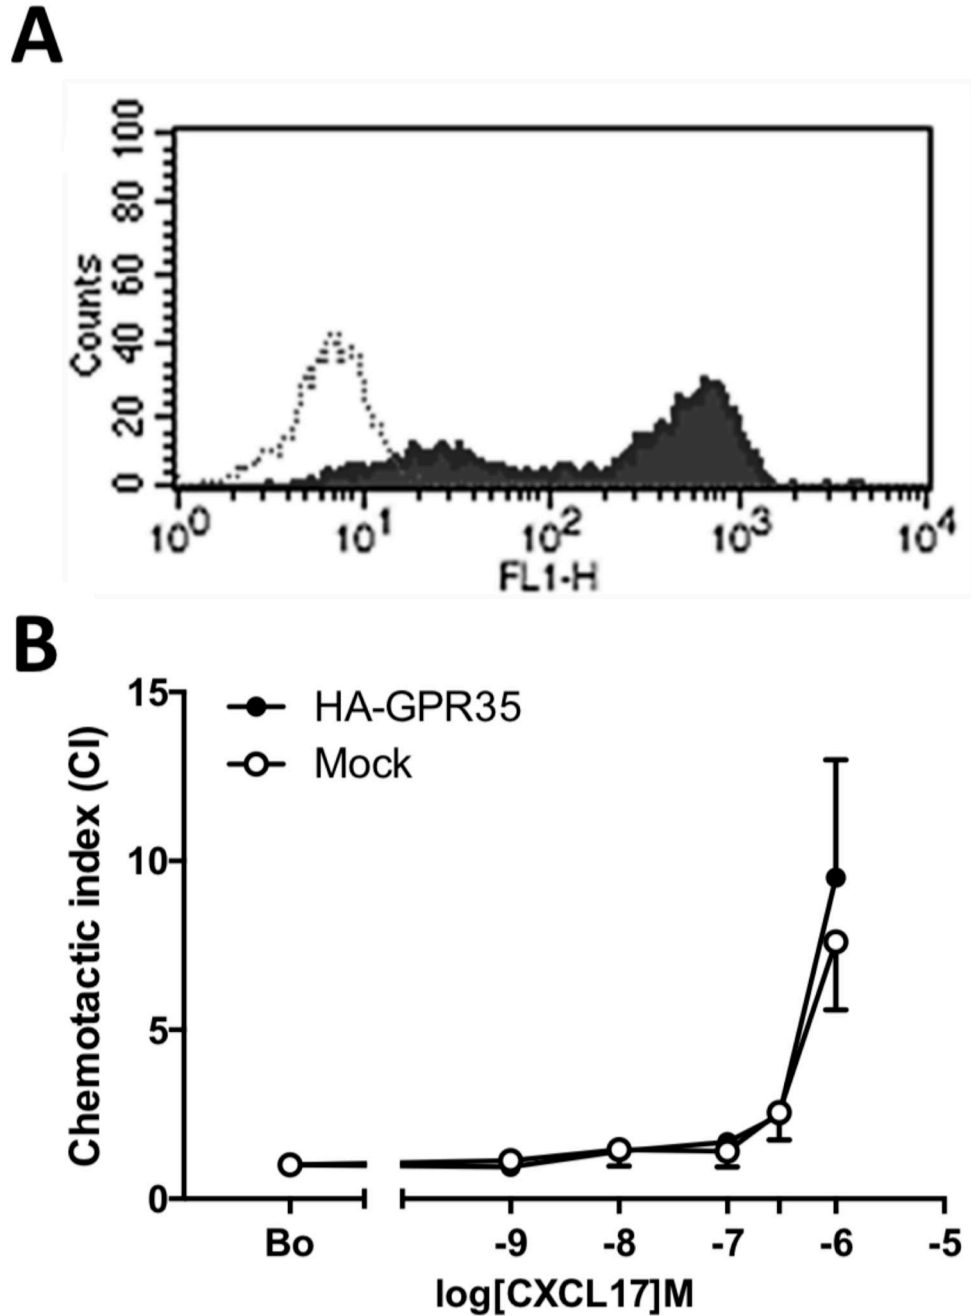 A
100
80
60
40
20
0
Counts
10^0 10^1 10^2 10^3 10^4
FL1-H
B
HA-GPR35
Mock
15
10
5
0
Chemotactic index (CI)
Bo -9 -8 -7 -6 -5
log[CXCL17]M